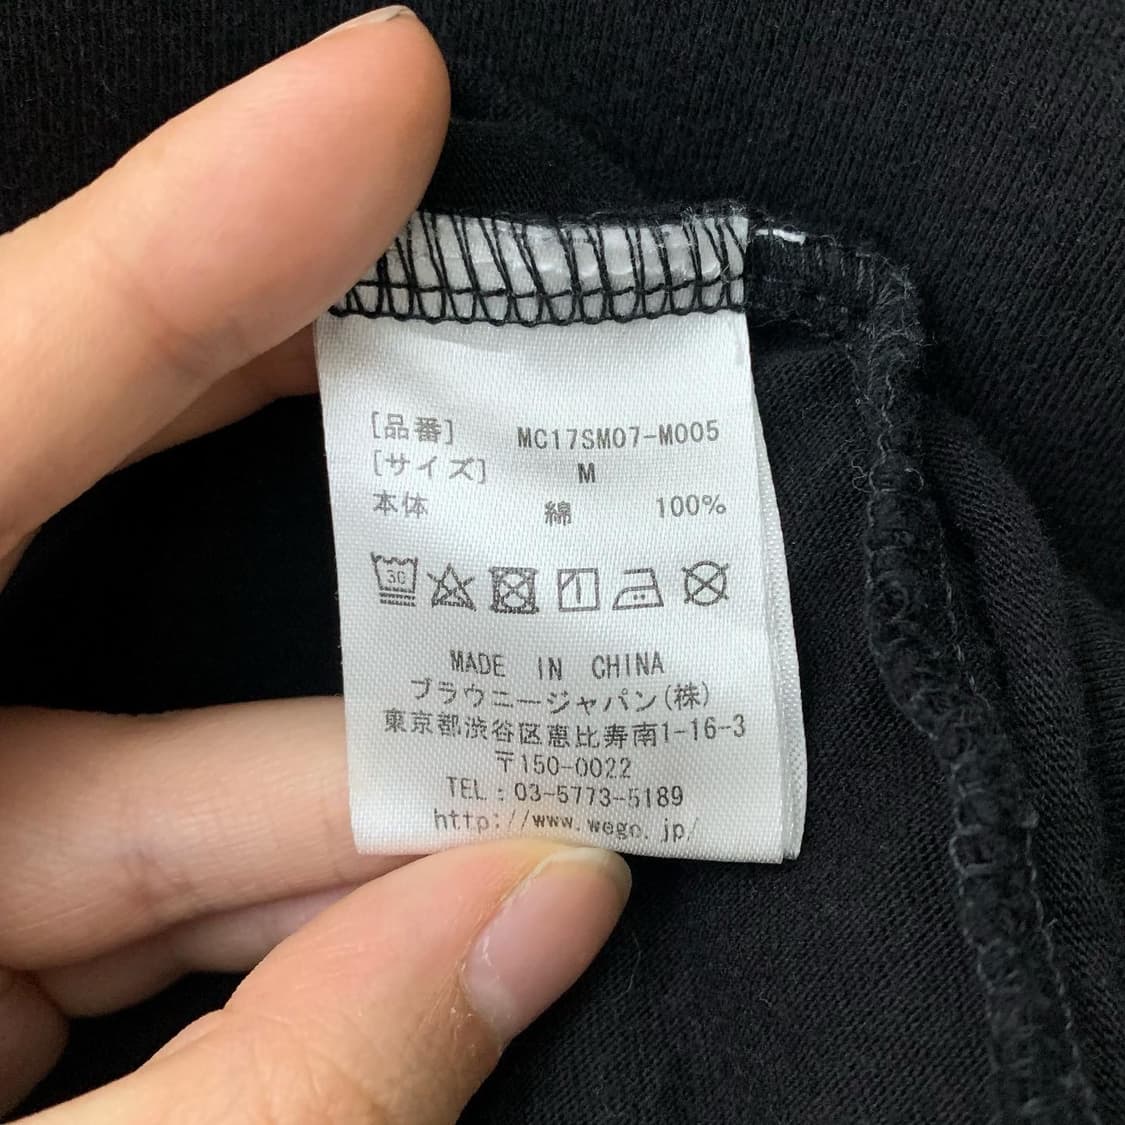 [品番] MC17SM07-M005
[サイズ] M
本体 綿 100%
30
MADE IN CHINA
ブラウニージャパン(株)
東京都渋谷区恵比寿南1-16-3
〒150-0022
TEL:03-5773-5189
http://www.wego.jp/